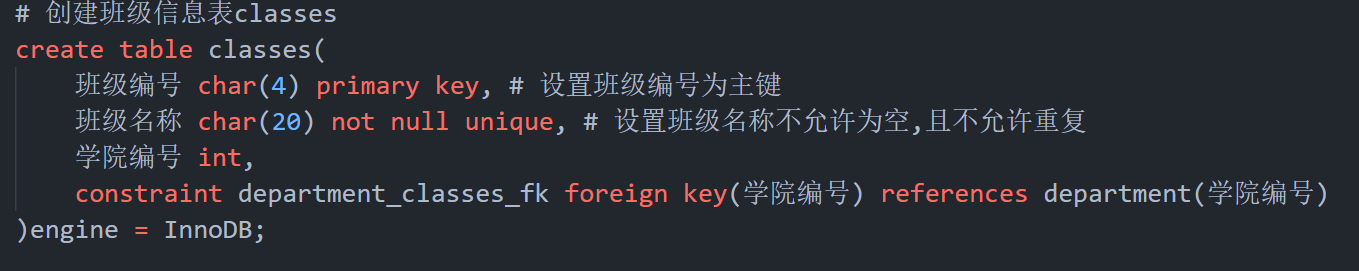 # 创建班级信息表classes
create table classes(
班级编号 char(4) primary key, # 设置班级编号为主键
班级名称 char(20) not null unique, # 设置班级名称不允许为空,且不允许重复
学院编号 int,
constraint department_classes_fk foreign key(学院编号) references department(学院编号)
)engine = InnoDB;